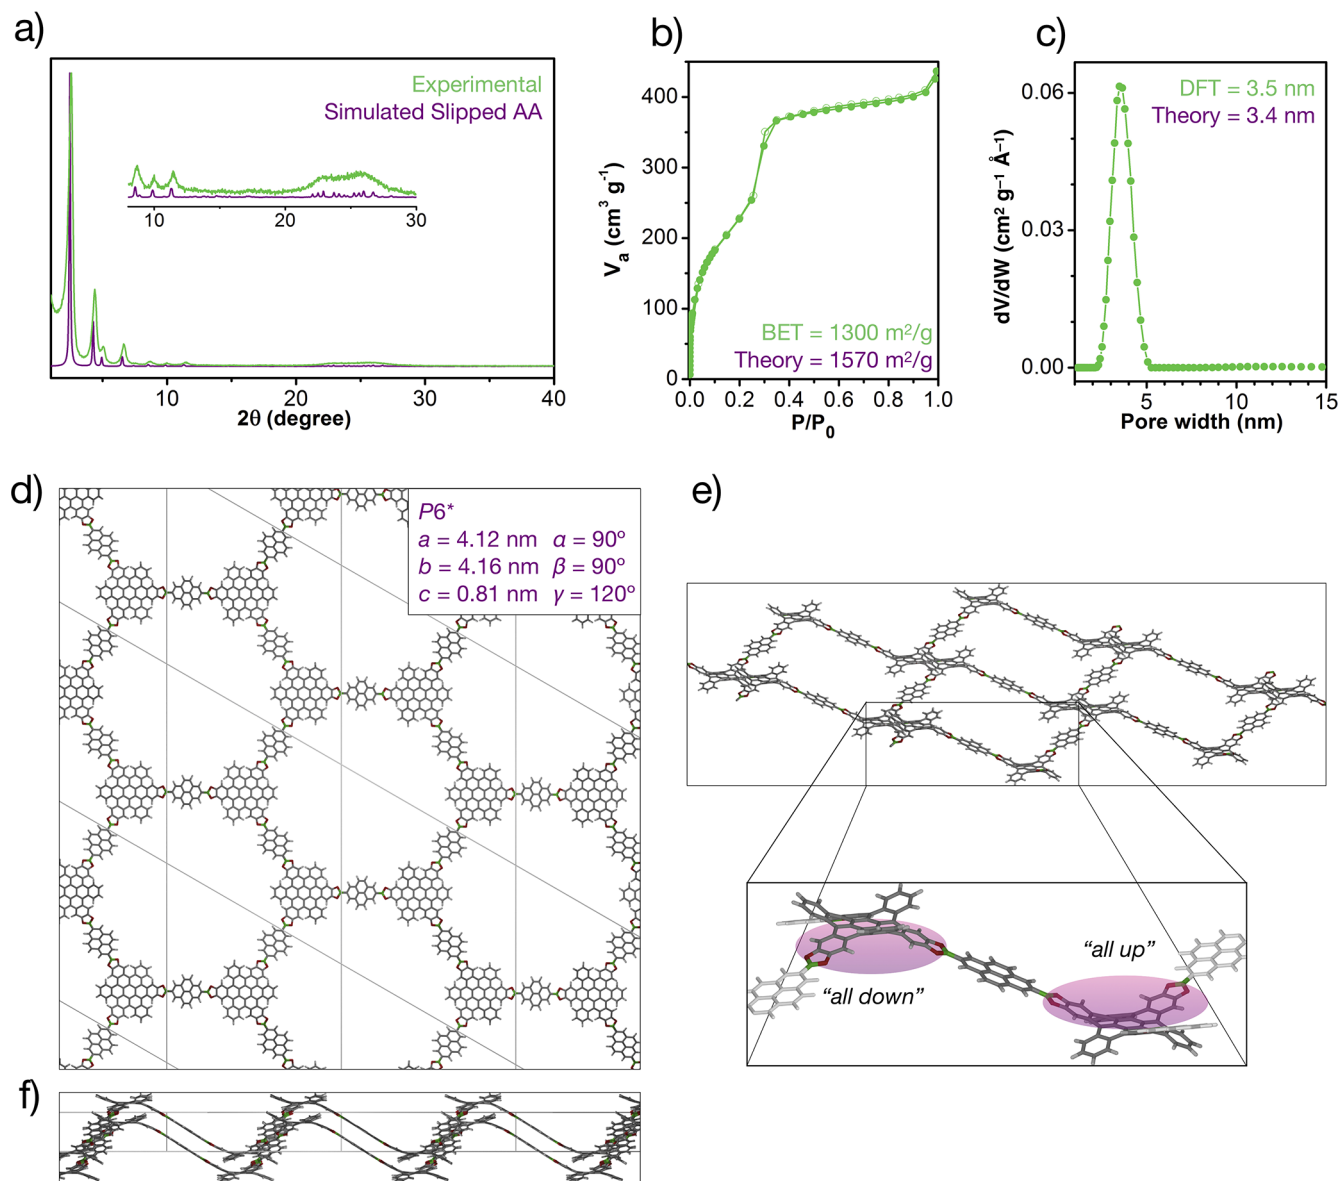 a)
Experimental
Simulated Slipped AA
10
20
30
10
20
30
40
2θ (degree)
b)
400
300
200
100
0
Vₐ (cm³ g⁻¹)
BET = 1300 m²/g
Theory = 1570 m²/g
0.0
0.2
0.4
0.6
0.8
1.0
P/P₀
c)
0.06
0.03
0.00
dV/dW (cm² g⁻¹ Å⁻¹)
DFT = 3.5 nm
Theory = 3.4 nm
5
10
15
Pore width (nm)
d)
P6*
a = 4.12 nm α = 90º
b = 4.16 nm β = 90º
c = 0.81 nm γ = 120º
e)
“all up”
“all down”
f)